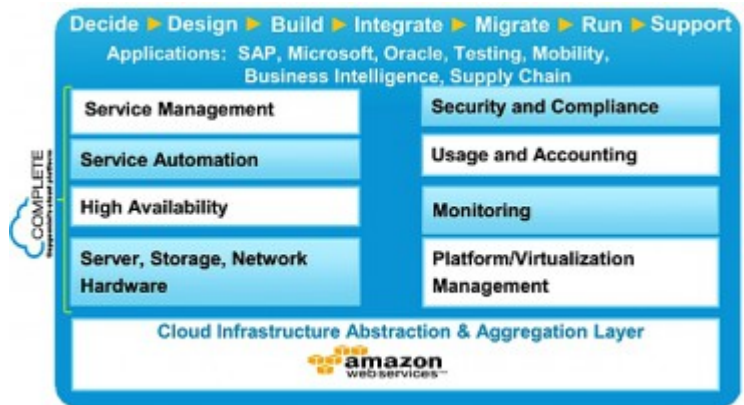 Decide ▶ Design ▶ Build ▶ Integrate ▶ Migrate ▶ Run ▶ Support
Applications: SAP, Microsoft, Oracle, Testing, Mobility,
Business Intelligence, Supply Chain
Service Management
Service Automation
High Availability
Server, Storage, Network
Hardware
Security and Compliance
Usage and Accounting
Monitoring
Platform/Virtualization
Management
COMPLETE
Cloud Infrastructure Abstraction & Aggregation Layer
amazon
webservices™